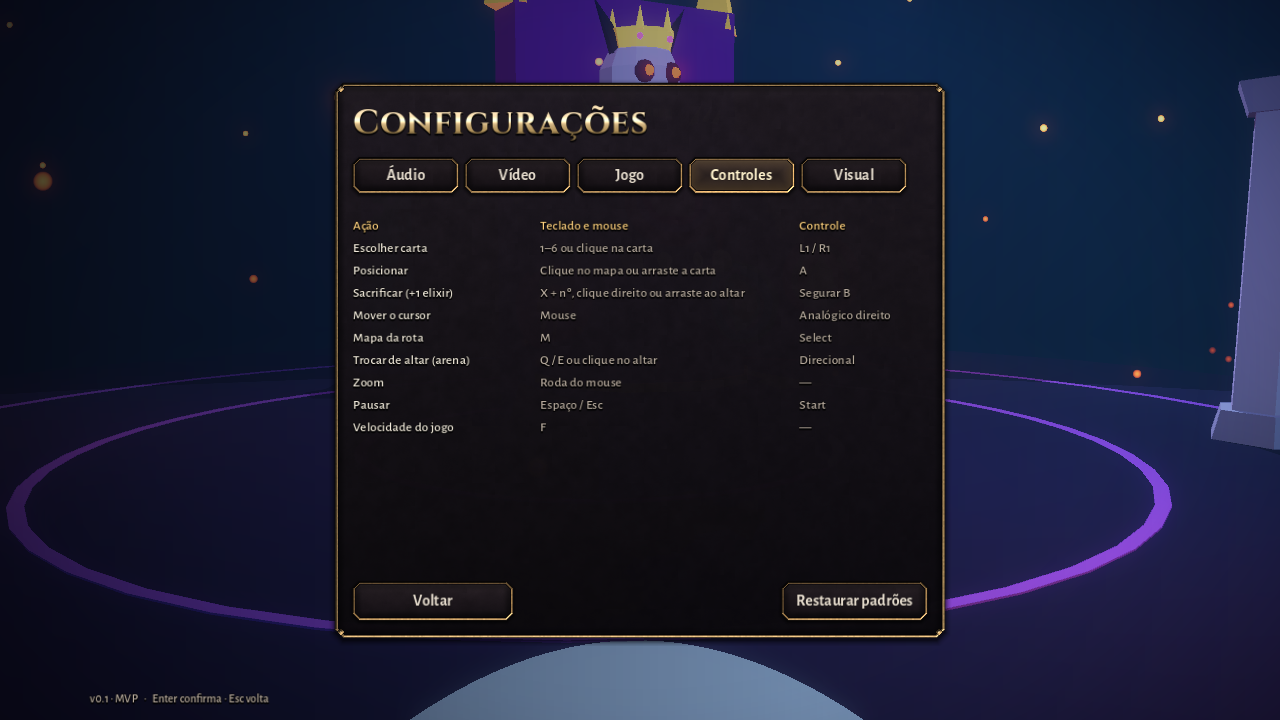 Configurações
Áudio Vídeo Jogo Controles Visual
Ação Teclado e mouse Controle
Escolher carta 1–6 ou clique na carta L1 / R1
Posicionar Clique no mapa ou arraste a carta A
Sacrificar (+1 elixir) X + nº, clique direito ou arraste ao altar Segurar B
Mover o cursor Mouse Analógico direito
Mapa da rota M Select
Trocar de altar (arena) Q / E ou clique no altar Direcional
Zoom Roda do mouse —
Pausar Espaço / Esc Start
Velocidade do jogo F —
Voltar Restaurar padrões
v0.1 · MVP · Enter confirma · Esc volta